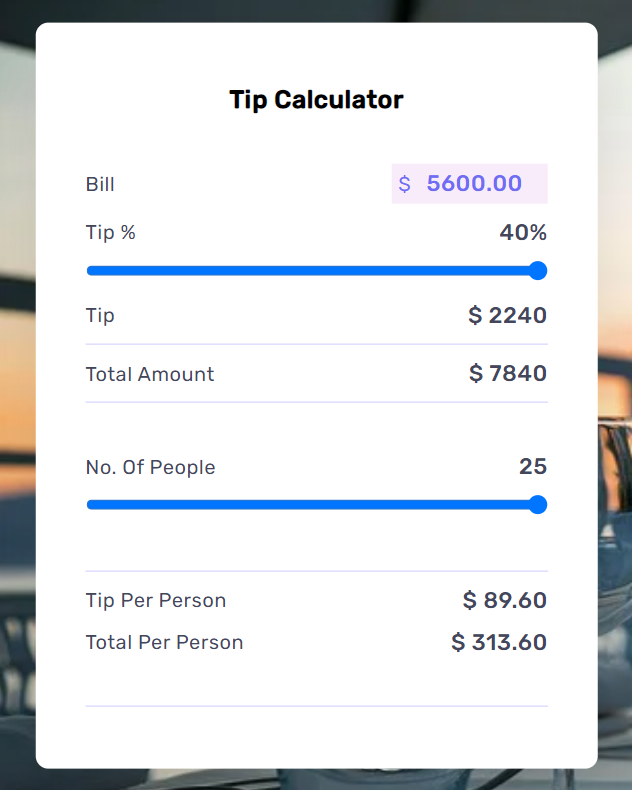 Tip Calculator
Bill $ 5600.00
Tip % 40%
Tip $ 2240
Total Amount $ 7840
No. Of People 25
Tip Per Person $ 89.60
Total Per Person $ 313.60